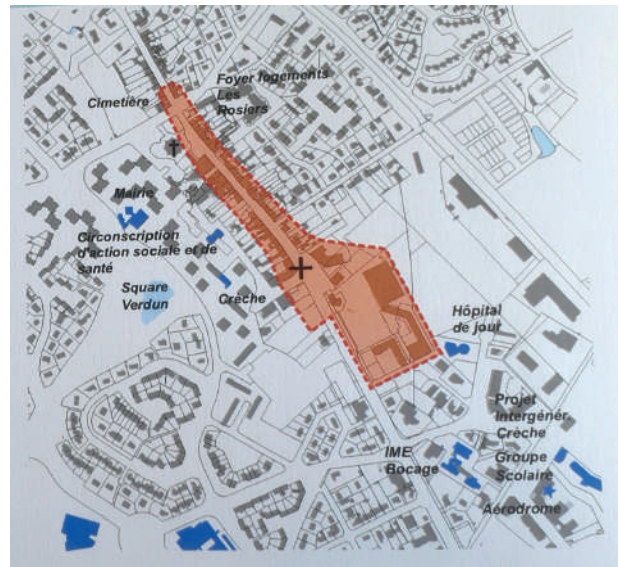 Foyer logements
Les
Rosiers
Cimetière
Mairie
Circonscription
d'action sociale et de
santé
Square
Verdun
Crèche
Hôpital
de jour
Projet
Intergénér.
Crèche
IME
Bocage
Groupe
Scolaire
Aérodrome